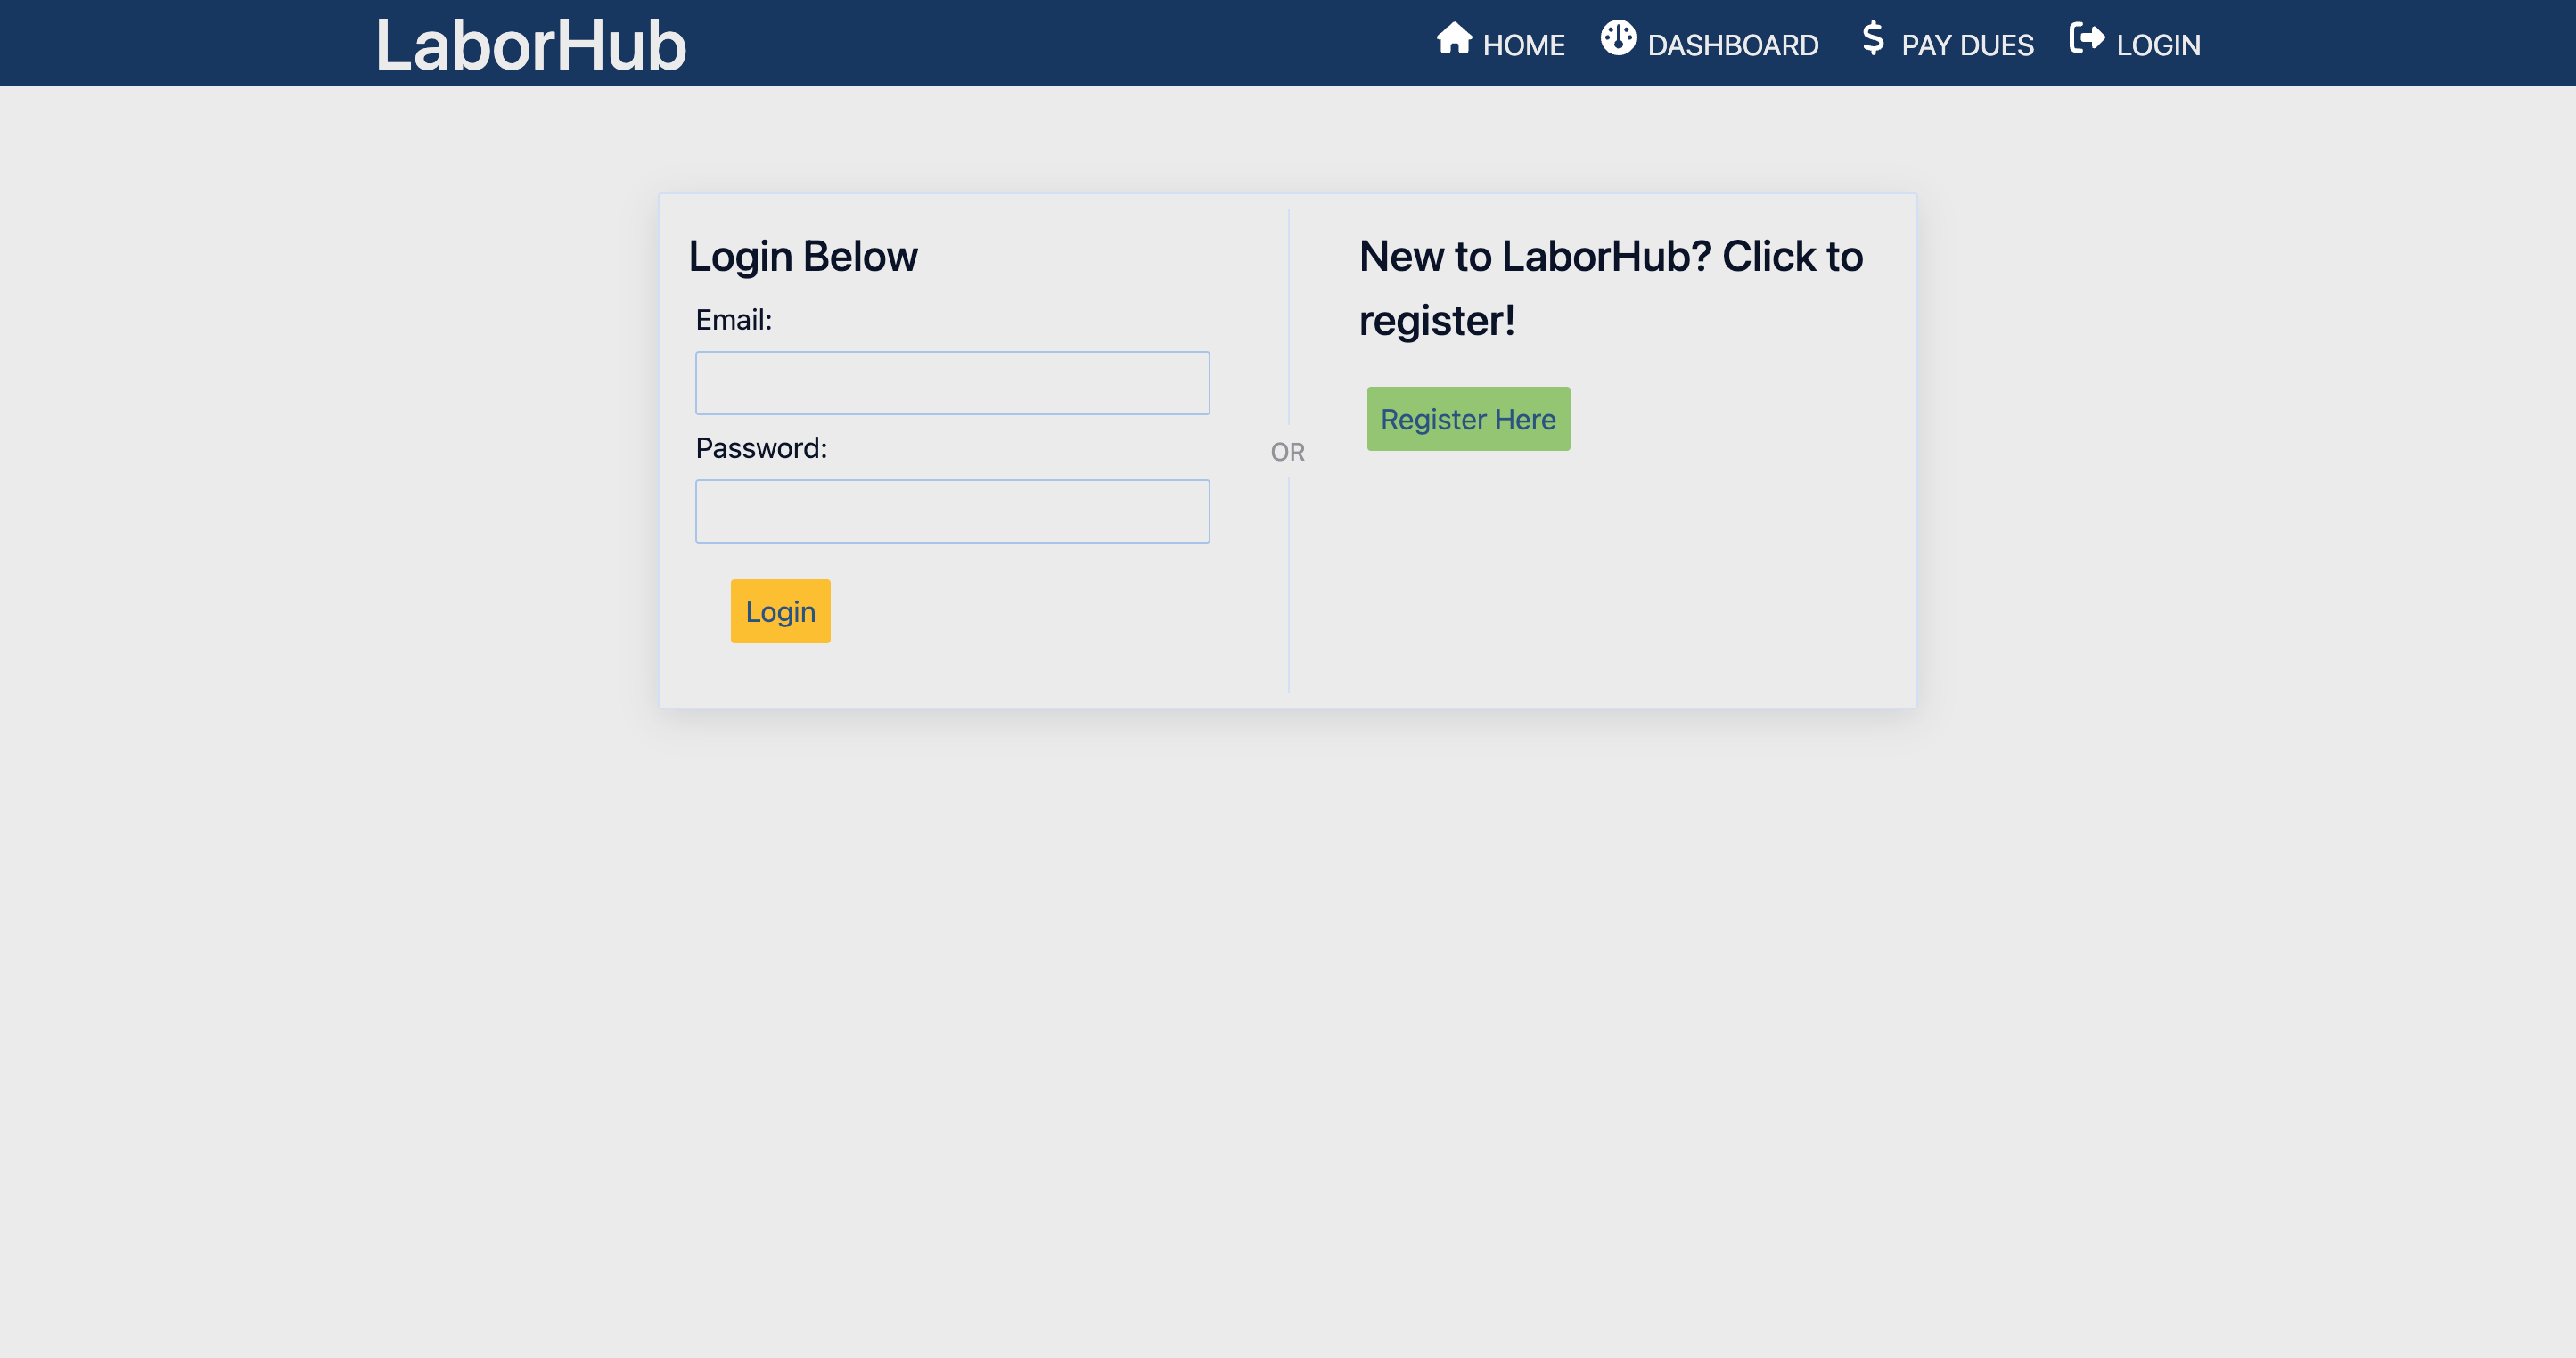 LaborHub
HOME DASHBOARD $ PAY DUES LOGIN
Login Below
Email:
Password:
Login
OR
New to LaborHub? Click to
register!
Register Here